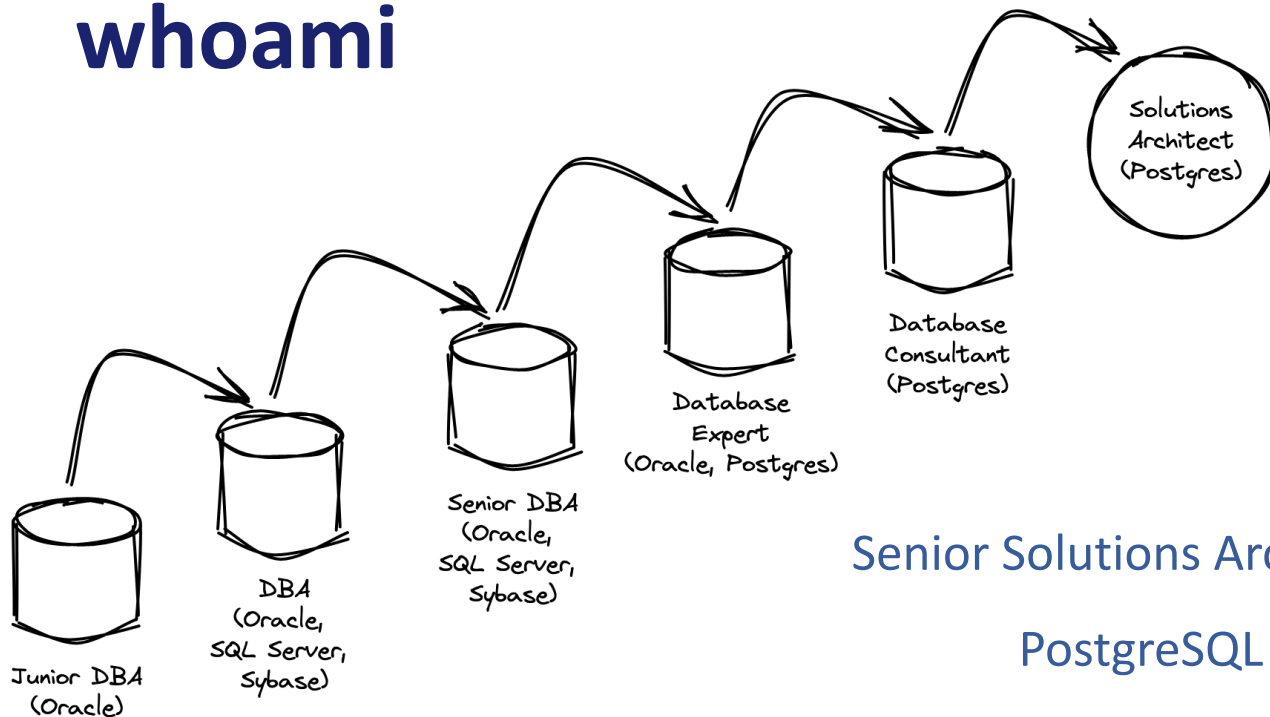 whoami
Solutions
Architect
(Postgres)
Database
Consultant
(Postgres)
Database
Expert
(Oracle, Postgres)
Senior DBA
(Oracle,
SQL Server,
Sybase)
DBA
(Oracle,
SQL Server,
Sybase)
Junior DBA
(Oracle)
Senior Solutions
PostgreSQL